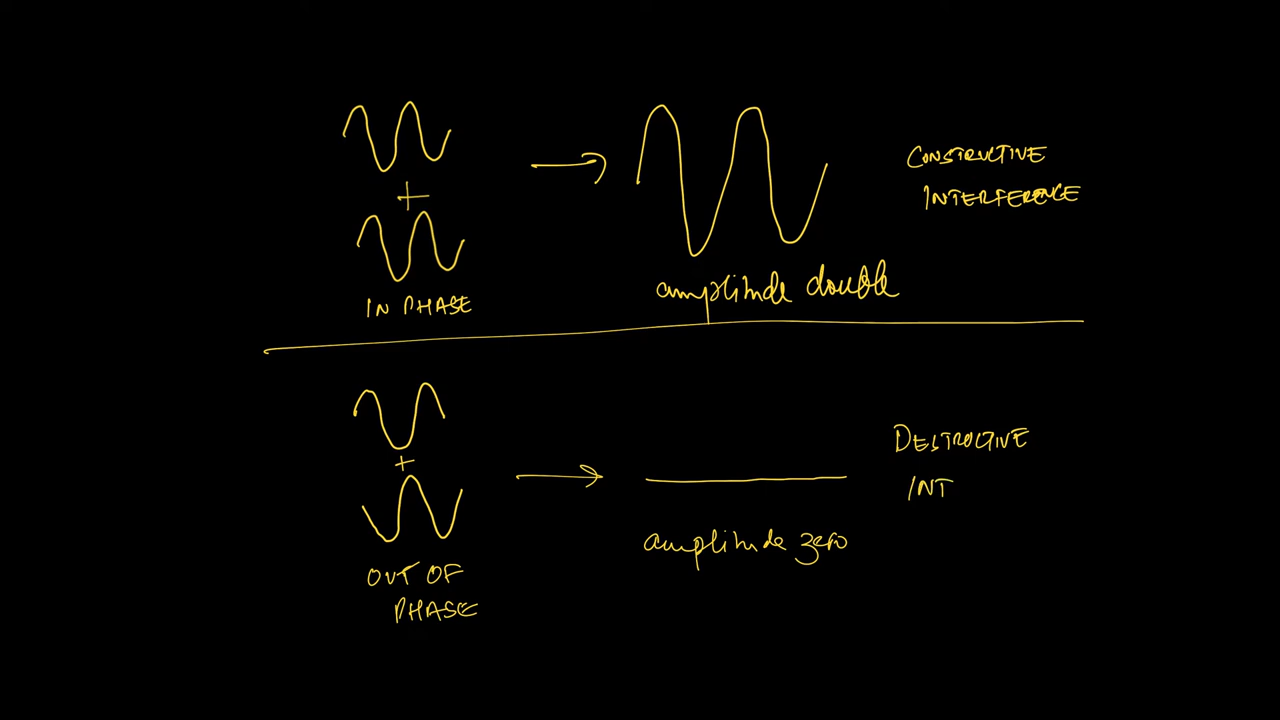 +
CONSTRUCTIVE
INTERFERENCE
IN PHASE
amplitude double
+
DESTRUCTIVE
INT
amplitude zero
OUT OF
PHASE